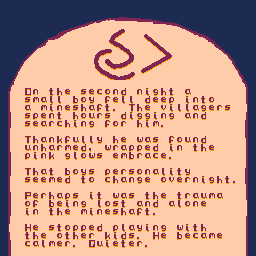 On the second night a
small boy fell deep into
a mineshaft. The villagers
spent hours digging and
searching for him.
Thankfully he was found
unharmed, wrapped in the
pink glows embrace.
That boys personality
seemed to change overnight.
Perhaps it was the trauma
of being lost and alone
in the mineshaft.
He stopped playing with
the other kids. He became
calmer. Quieter.